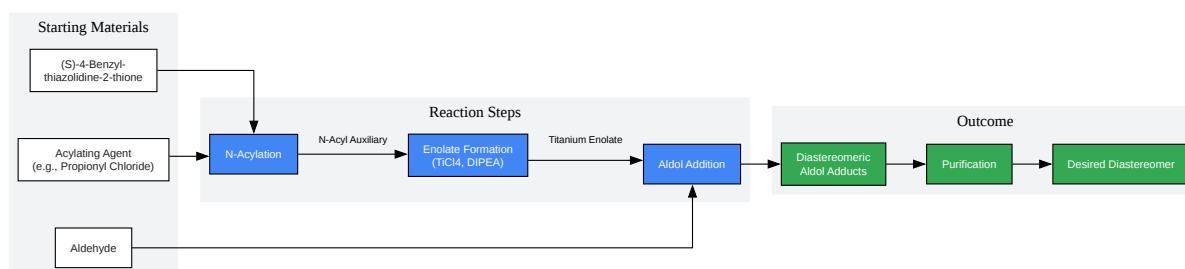 Starting Materials
(S)-4-Benzyl-
thiazolidine-2-thione
Acylating Agent
(e.g., Propionyl Chloride)
Aldehyde
Reaction Steps
N-Acylation
N-Acyl Auxiliary
Enolate Formation
(TiCl4, DIPEA)
Titanium Enolate
Aldol Addition
Outcome
Diastereomeric
Aldol Adducts
Purification
Desired Diastereomer